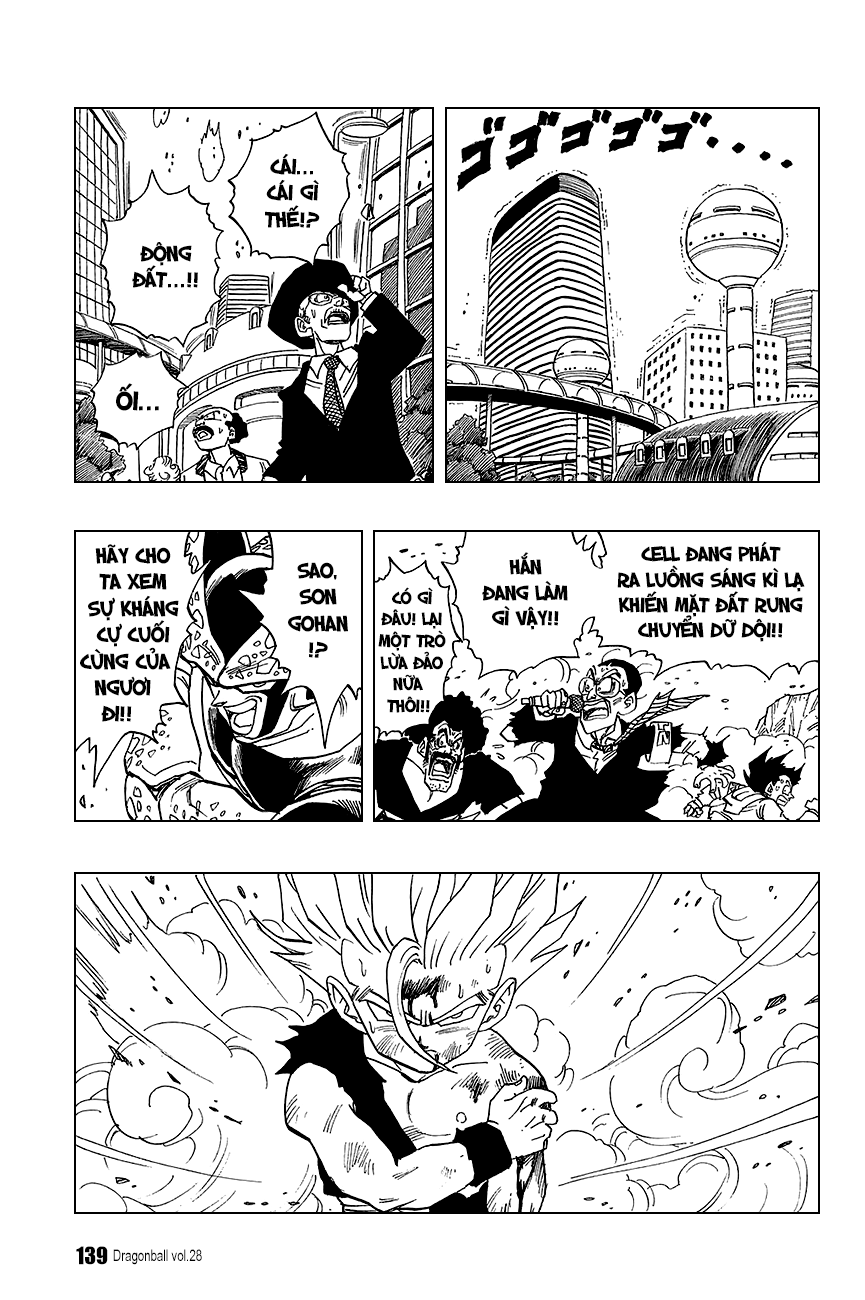 ゴゴゴゴゴ....
CÁI...
CÁI GÌ
THẾ!?
ĐỘNG
ĐẤT...!!
ỐI...
CELL ĐANG PHÁT
RA LUỒNG SÁNG KÌ LẠ
KHIẾN MẶT ĐẤT RUNG
CHUYỂN DỮ DỘI!!
HẮN
ĐANG LÀM
GÌ VẬY!!
CÓ GÌ
ĐÂU! LẠI
MỘT TRÒ
LỪA ĐẢO
NỮA
THÔI!!
SAO,
SON
GOHAN
!?
HÃY CHO
TA XEM
SỰ KHÁNG
CỰ CUỐI
CÙNG CỦA
NGƯƠI
ĐI!!
139 Dragonball vol.28